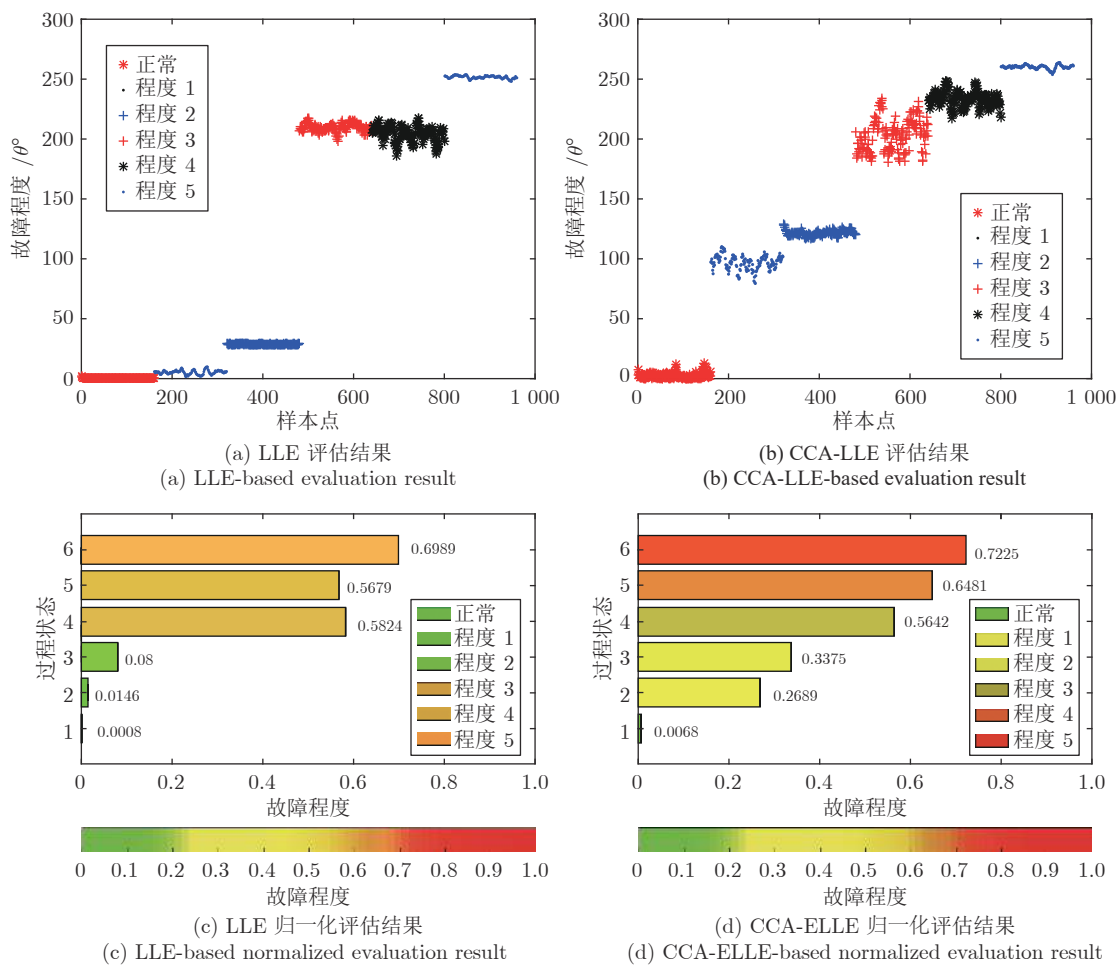 300
250
200
150
100
50
0
故障程度 /θ°
正常
程度 1
程度 2
程度 3
程度 4
程度 5
0
200
400
600
800
1 000
样本点
(a) LLE 评估结果
(a) LLE-based evaluation result
300
250
200
150
100
50
0
故障程度 /θ°
正常
程度 1
程度 2
程度 3
程度 4
程度 5
0
200
400
600
800
1 000
样本点
(b) CCA-LLE 评估结果
(b) CCA-LLE-based evaluation result
过程状态
6
5
4
3
2
1
0.6989
0.5679
0.5824
0.08
0.0146
0.0008
正常
程度 1
程度 2
程度 3
程度 4
程度 5
0
0.2
0.4
0.6
0.8
1.0
故障程度
0
0.1
0.2
0.3
0.4
0.5
0.6
0.7
0.8
0.9
1.0
故障程度
(c) LLE 归一化评估结果
(c) LLE-based normalized evaluation result
过程状态
6
5
4
3
2
1
0.7225
0.6481
0.5642
0.3375
0.2689
0.0068
正常
程度 1
程度 2
程度 3
程度 4
程度 5
0
0.2
0.4
0.6
0.8
1.0
故障程度
0
0.1
0.2
0.3
0.4
0.5
0.6
0.7
0.8
0.9
1.0
故障程度
(d) CCA-ELLE 归一化评估结果
(d) CCA-ELLE-based normalized evaluation result